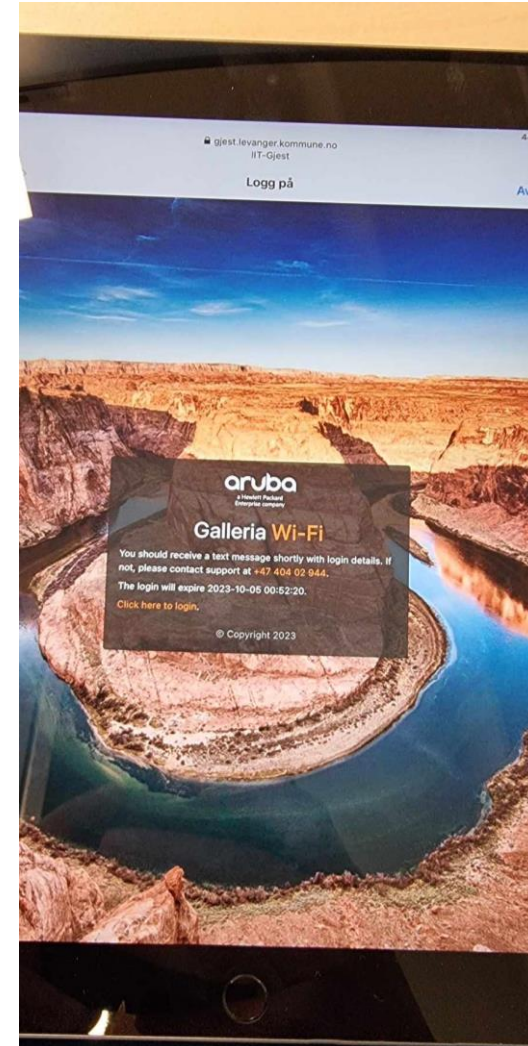 gjest.levanger.kommune.no
IIT-Gjest
Logg på
aruba
a Hewlett Packard
Enterprise company
Galleria Wi-Fi
You should receive a text message shortly with login details. If
not, please contact support at +47 404 02 944.
The login will expire 2023-10-05 00:52:20.
Click here to login.
© Copyright 2023